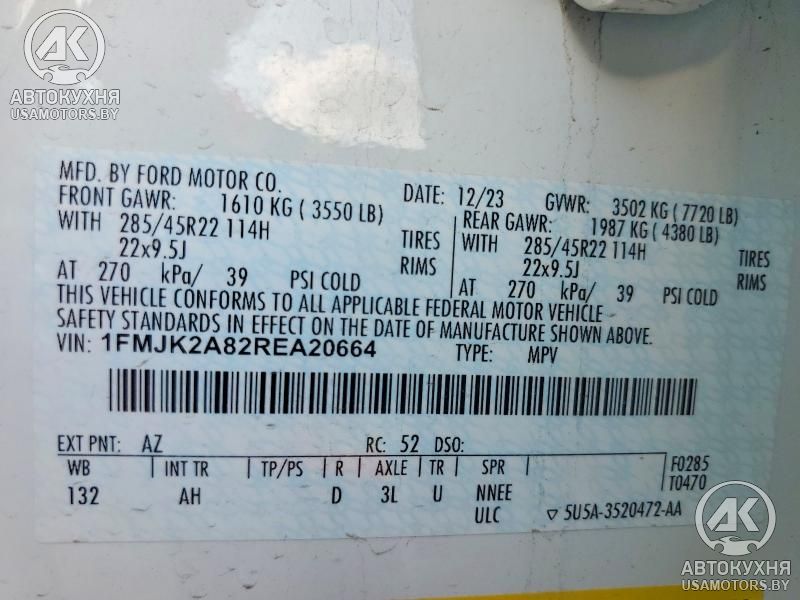 AK
АВТОКУХНЯ
USAMOTORS.BY
MFD. BY FORD MOTOR CO.
DATE: 12/23 GVWR: 3502 KG ( 7720 LB)
FRONT GAWR: 1610 KG ( 3550 LB)
WITH 285/45R22 114H TIRES
22x9.5J RIMS
AT 270 kPa/ 39 PSI COLD
REAR GAWR: 1987 KG ( 4380 LB)
WITH 285/45R22 114H TIRES
22x9.5J RIMS
AT 270 kPa/ 39 PSI COLD
THIS VEHICLE CONFORMS TO ALL APPLICABLE FEDERAL MOTOR VEHICLE
SAFETY STANDARDS IN EFFECT ON THE DATE OF MANUFACTURE SHOWN ABOVE.
VIN: 1FMJK2A82REA20664 TYPE: MPV
EXT PNT: AZ RC: 52 DSO:
WB INT TR TP/PS R AXLE TR SPR F0285
T0470
132 AH D 3L U NNEE
ULC ▽ 5U5A-3520472-AA
AK
АВТОКУХНЯ
USAMOTORS.BY